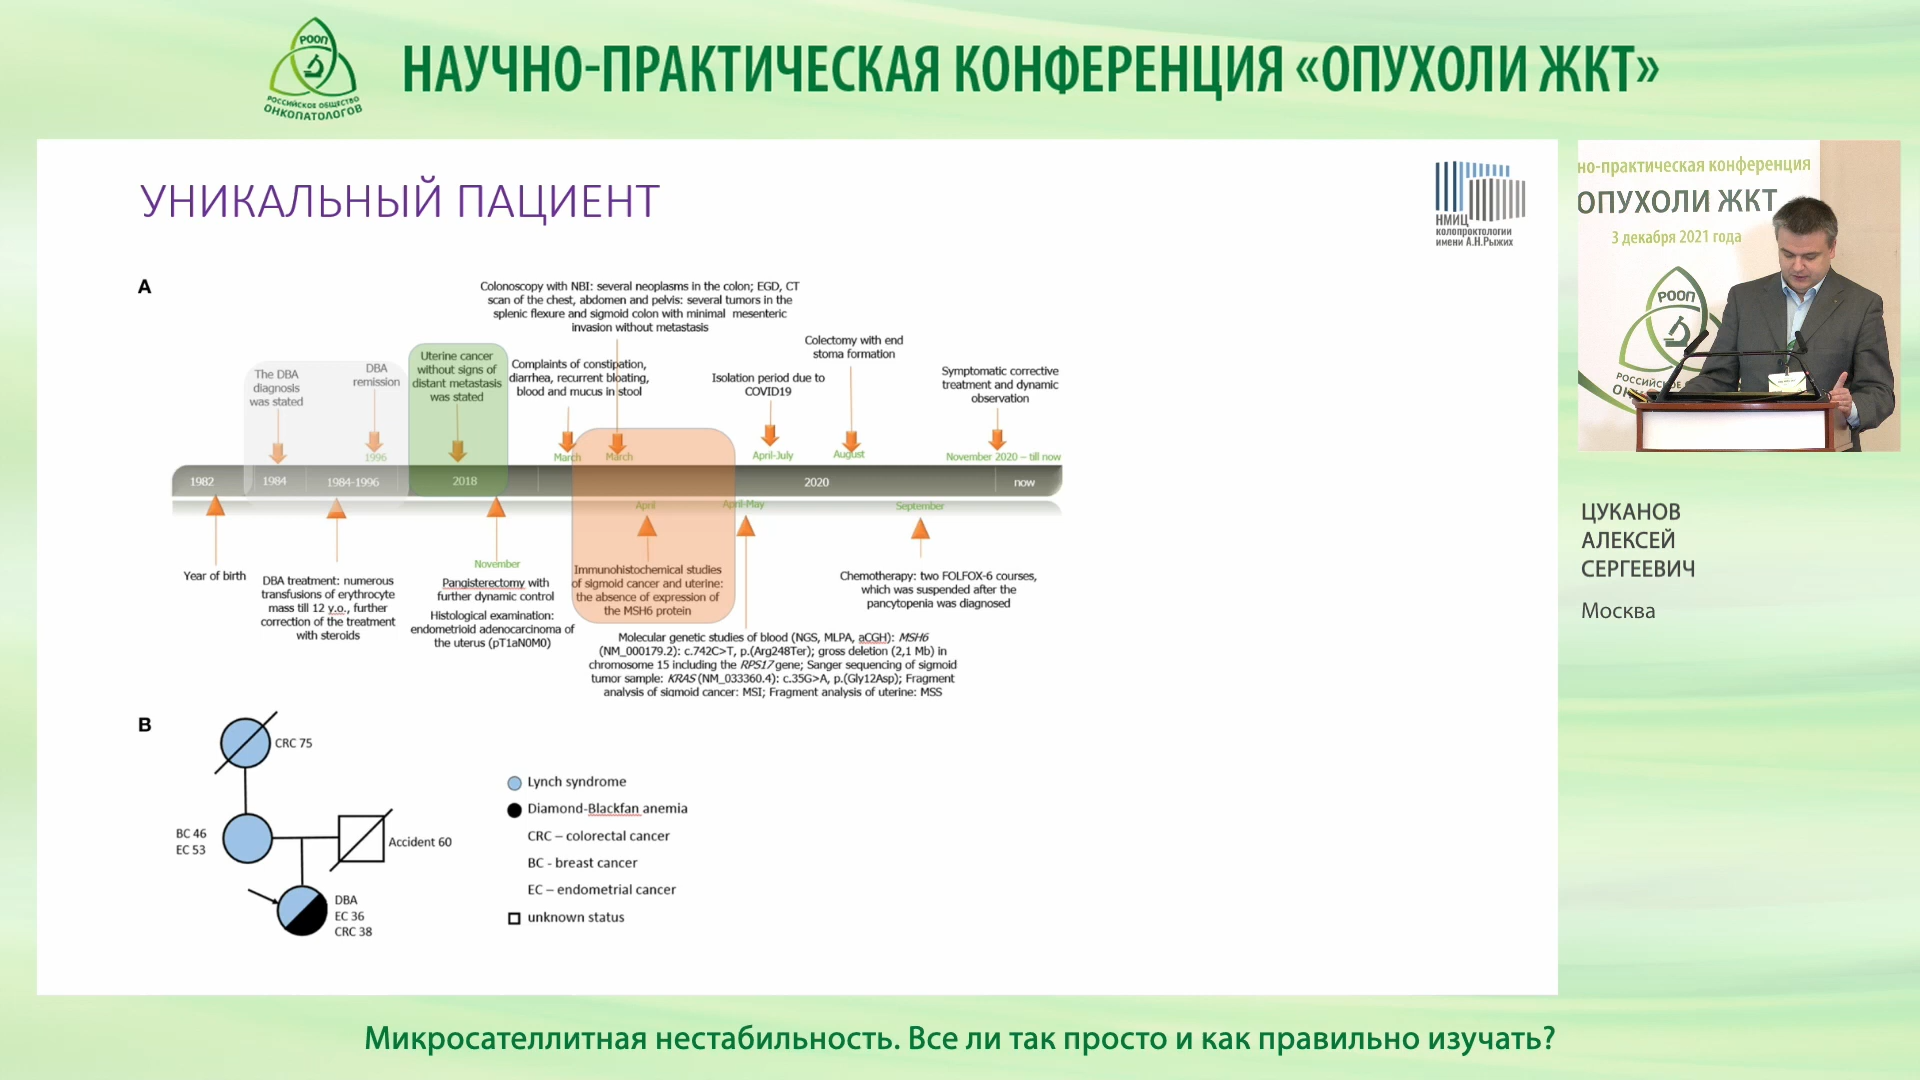 РООП
РОССИЙСКОЕ ОБЩЕСТВО
ОНКОПАТОЛОГОВ
НАУЧНО-ПРАКТИЧЕСКАЯ КОНФЕРЕНЦИЯ «ОПУХОЛИ ЖКТ»
УНИКАЛЬНЫЙ ПАЦИЕНТ
НМИЦ
колопроктологии
имени А.Н.Рыжих
A
Colonoscopy with NBI: several neoplasms in the colon; EGD, CT
scan of the chest, abdomen and pelvis: several tumors in the
splenic flexure and sigmoid colon with minimal mesenteric
invasion without metastasis
The DBA
diagnosis
was stated
DBA
remission
Uterine cancer
without signs of
distant metastasis
was stated
Complaints of constipation,
diarrhea, recurrent bloating,
blood and mucus in stool
Isolation period due to
COVID19
Colectomy with end
stoma formation
Symptomatic corrective
treatment and dynamic
observation
1996
March
March
April-July
August
November 2020 – till now
1982
1984
1984-1996
2018
2020
now
April
April-May
September
Year of birth
DBA treatment: numerous
transfusions of erythrocyte
mass till 12 y.o., further
correction of the treatment
with steroids
November
Pangisterectomy with
further dynamic control
Histological examination:
endometrioid adenocarcinoma of
the uterus (pT1aN0M0)
Immunohistochemical studies
of sigmoid cancer and uterine:
the absence of expression of
the MSH6 protein
Chemotherapy: two FOLFOX-6 courses,
which was suspended after the
pancytopenia was diagnosed
Molecular genetic studies of blood (NGS, MLPA, aCGH): MSH6
(NM_000179.2): c.742C>T, p.(Arg248Ter); gross deletion (2,1 Mb) in
chromosome 15 including the RPS17 gene; Sanger sequencing of sigmoid
tumor sample: KRAS (NM_033360.4): c.35G>A, p.(Gly12Asp); Fragment
analysis of sigmoid cancer: MSI; Fragment analysis of uterine: MSS
B
CRC 75
BC 46
EC 53
Accident 60
DBA
EC 36
CRC 38
Lynch syndrome
Diamond-Blackfan anemia
CRC – colorectal cancer
BC - breast cancer
EC – endometrial cancer
unknown status
но-практическая конференция
ОПУХОЛИ ЖКТ
3 декабря 2021 года
РООП
ЦУКАНОВ
АЛЕКСЕЙ
СЕРГЕЕВИЧ
Москва
Микросателлитная нестабильность. Все ли так просто и как правильно изучать?